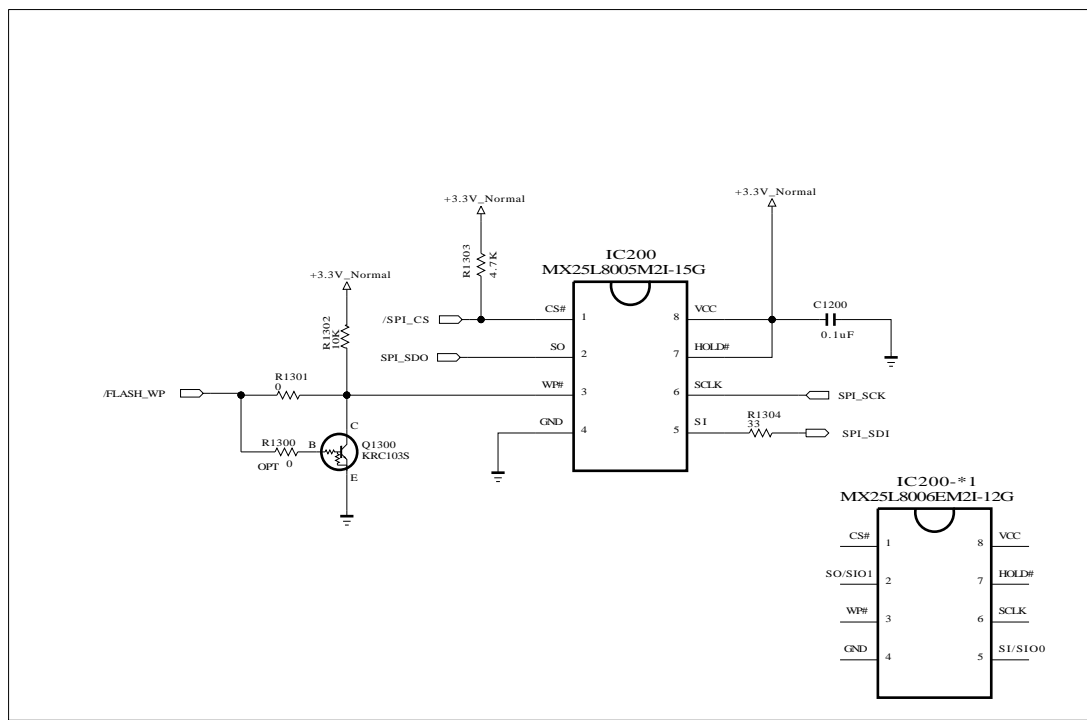 +3.3V_Normal
+3.3V_Normal
R1303
4.7K
IC200
MX25L8005M2I-15G
+3.3V_Normal
R1302
10K
/SPI_CS
CS#
1
8
VCC
C1200
0.1uF
SPI_SDO
SO
2
7
HOLD#
/FLASH_WP
R1301
0
WP#
3
6
SCLK
SPI_SCK
GND
4
5
SI
R1304
33
SPI_SDI
R1300
0
OPT
B
C
E
Q1300
KRC103S
IC200-*1
MX25L8006EM2I-12G
CS#
1
8
VCC
SO/SIO1
2
7
HOLD#
WP#
3
6
SCLK
GND
4
5
SI/SIO0